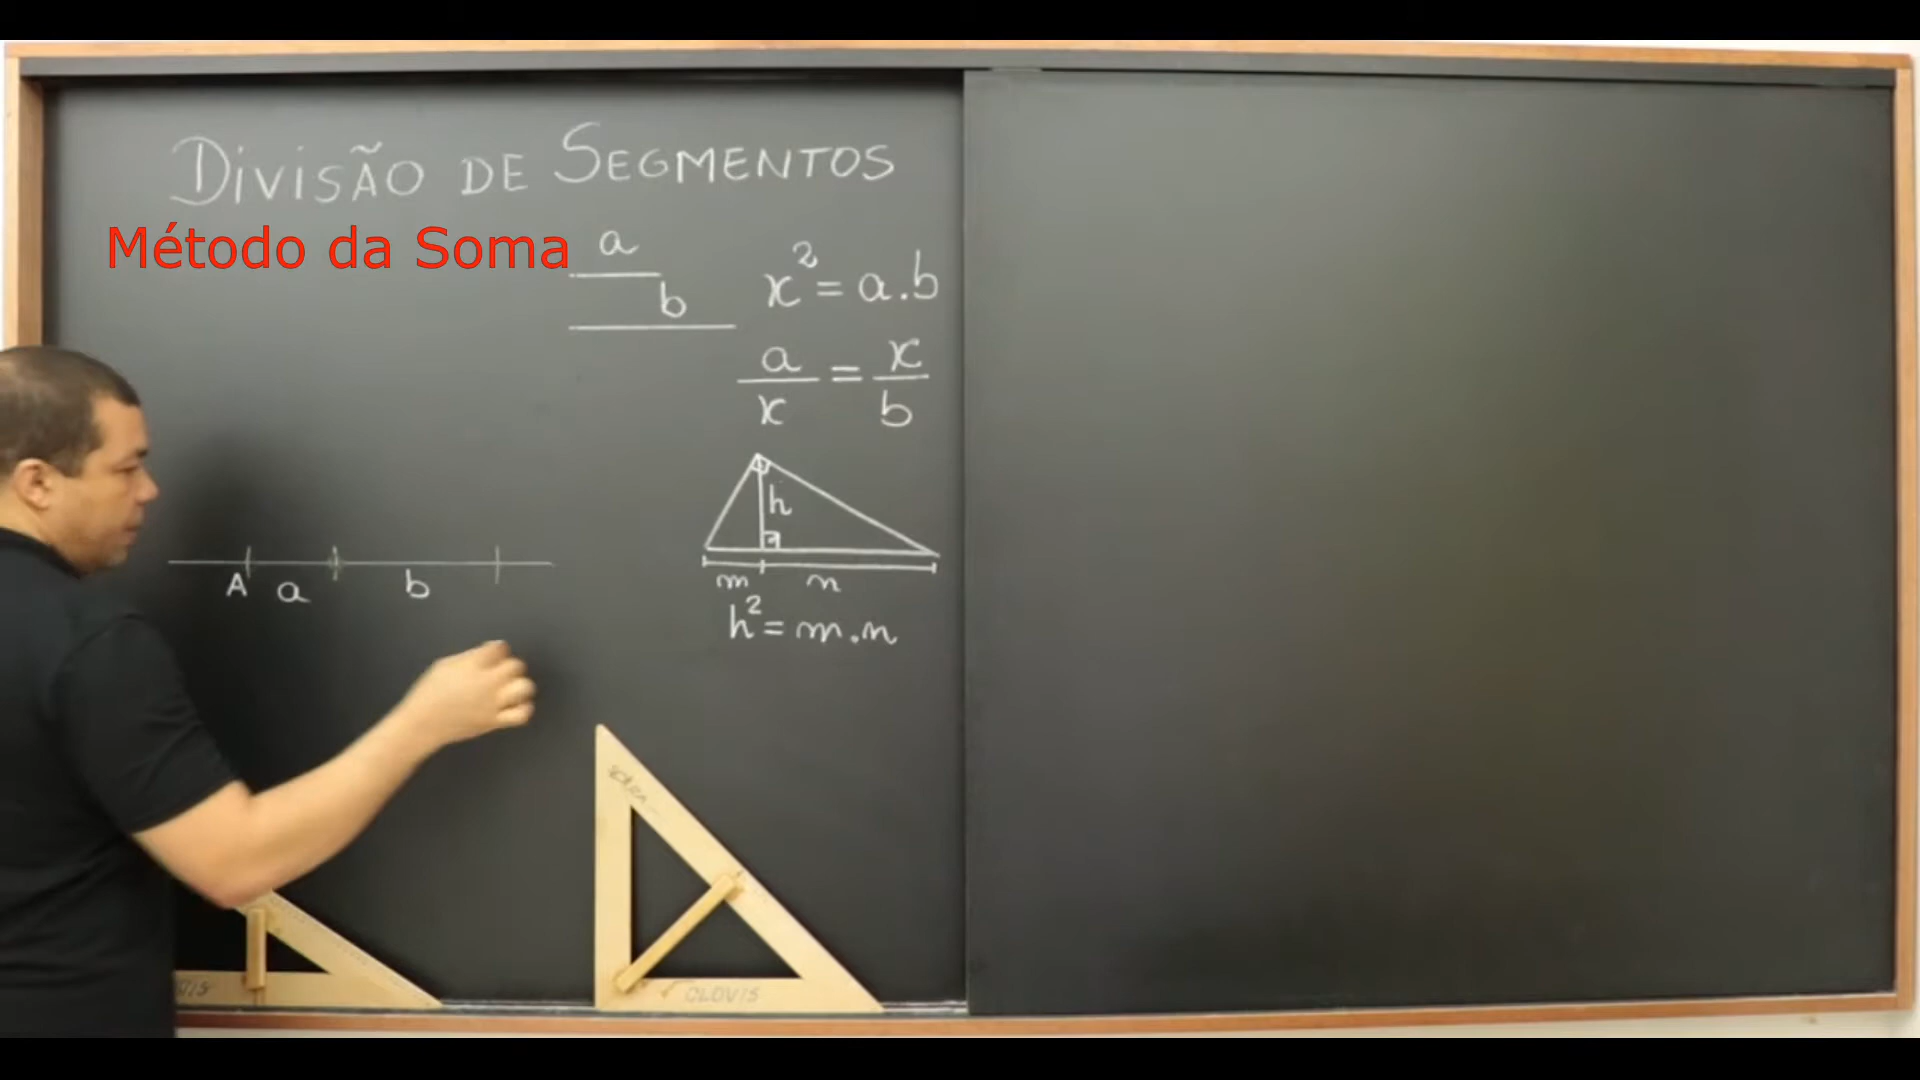 DIVISÃO DE SEGMENTOS
Método da Soma
a
b
x² = a.b
a/x = x/b
h
m n
h² = m.n
A a b
CLOVIS